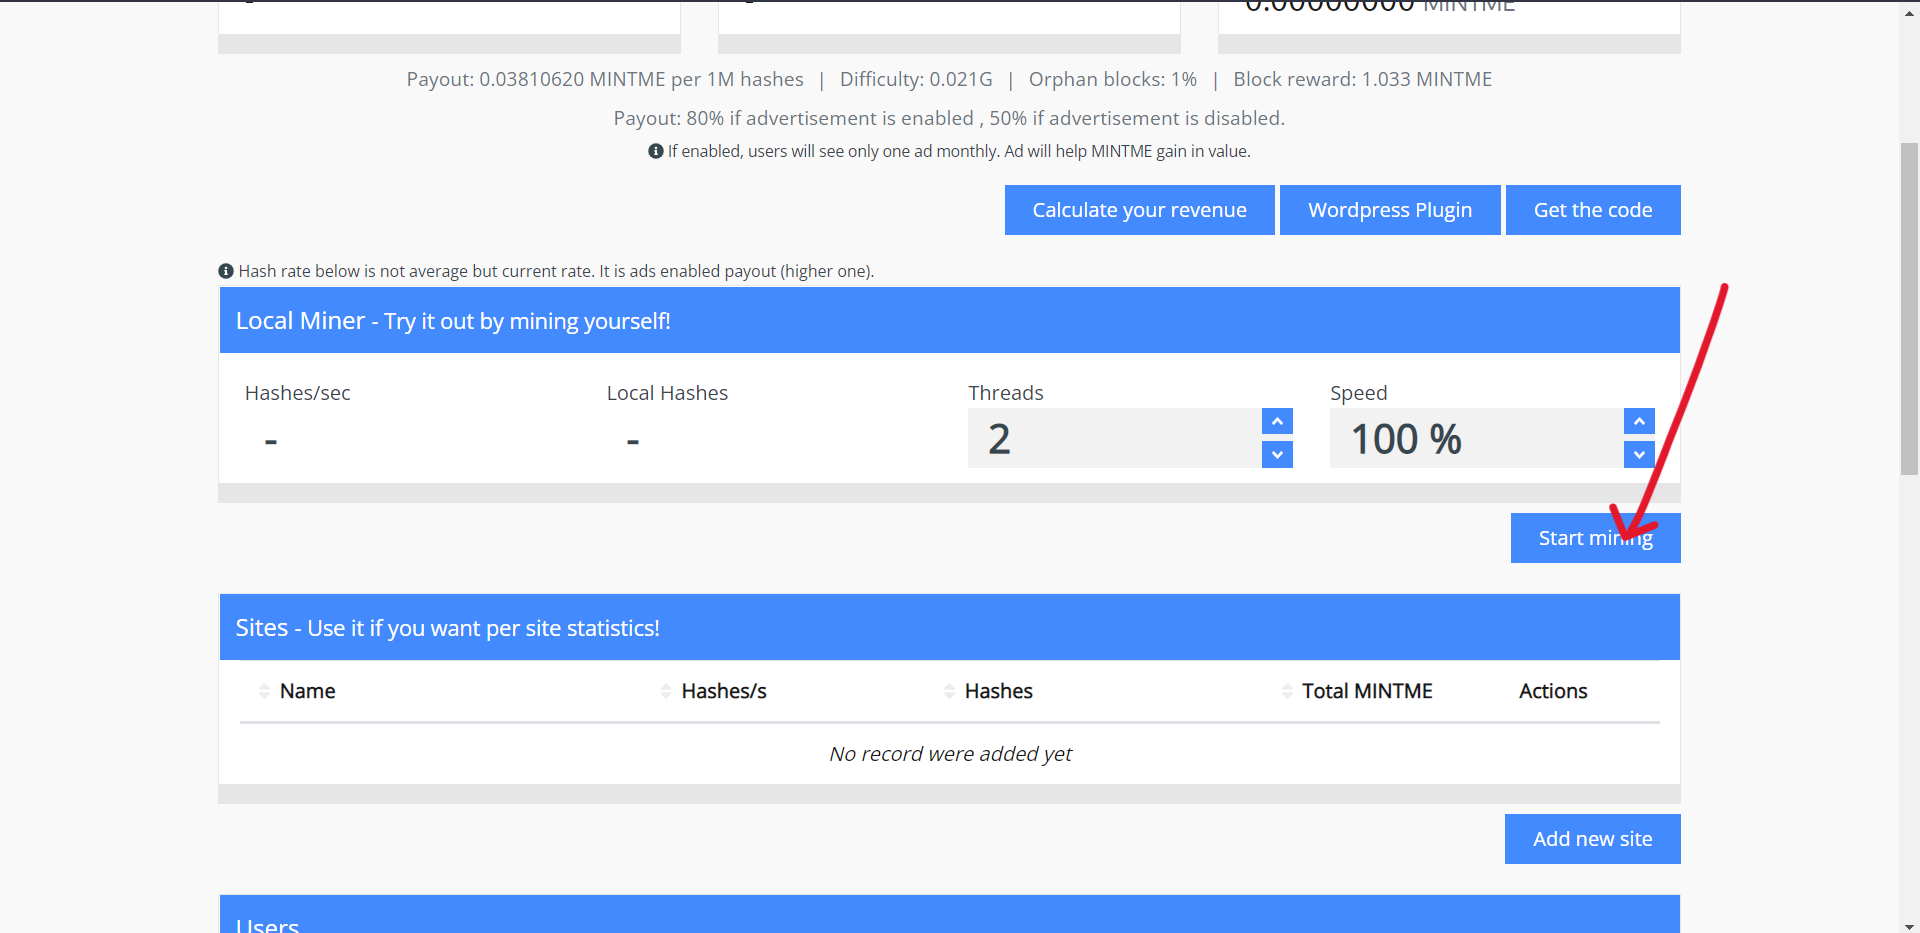 0.00000000 MINTME
Payout: 0.03810620 MINTME per 1M hashes | Difficulty: 0.021G | Orphan blocks: 1% | Block reward: 1.033 MINTME
Payout: 80% if advertisement is enabled , 50% if advertisement is disabled.
If enabled, users will see only one ad monthly. Ad will help MINTME gain in value.
Calculate your revenue Wordpress Plugin Get the code
Hash rate below is not average but current rate. It is ads enabled payout (higher one).
Local Miner - Try it out by mining yourself!
Hashes/sec Local Hashes Threads Speed
- - 2 100 %
Start mining
Sites - Use it if you want per site statistics!
Name Hashes/s Hashes Total MINTME Actions
No record were added yet
Add new site
Users